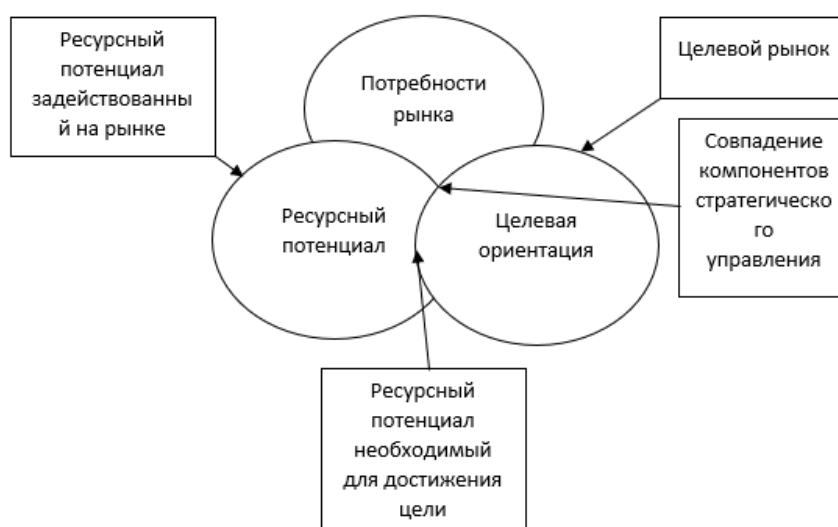 Ресурсный
потенциал
задействованны
й на рынке
Потребности
рынка
Целевой рынок
Совпадение
компонентов
стратегическо
го
управления
Ресурсный
потенциал
Целевая
ориентация
Ресурсный
потенциал
необходимый
для достижения
цели